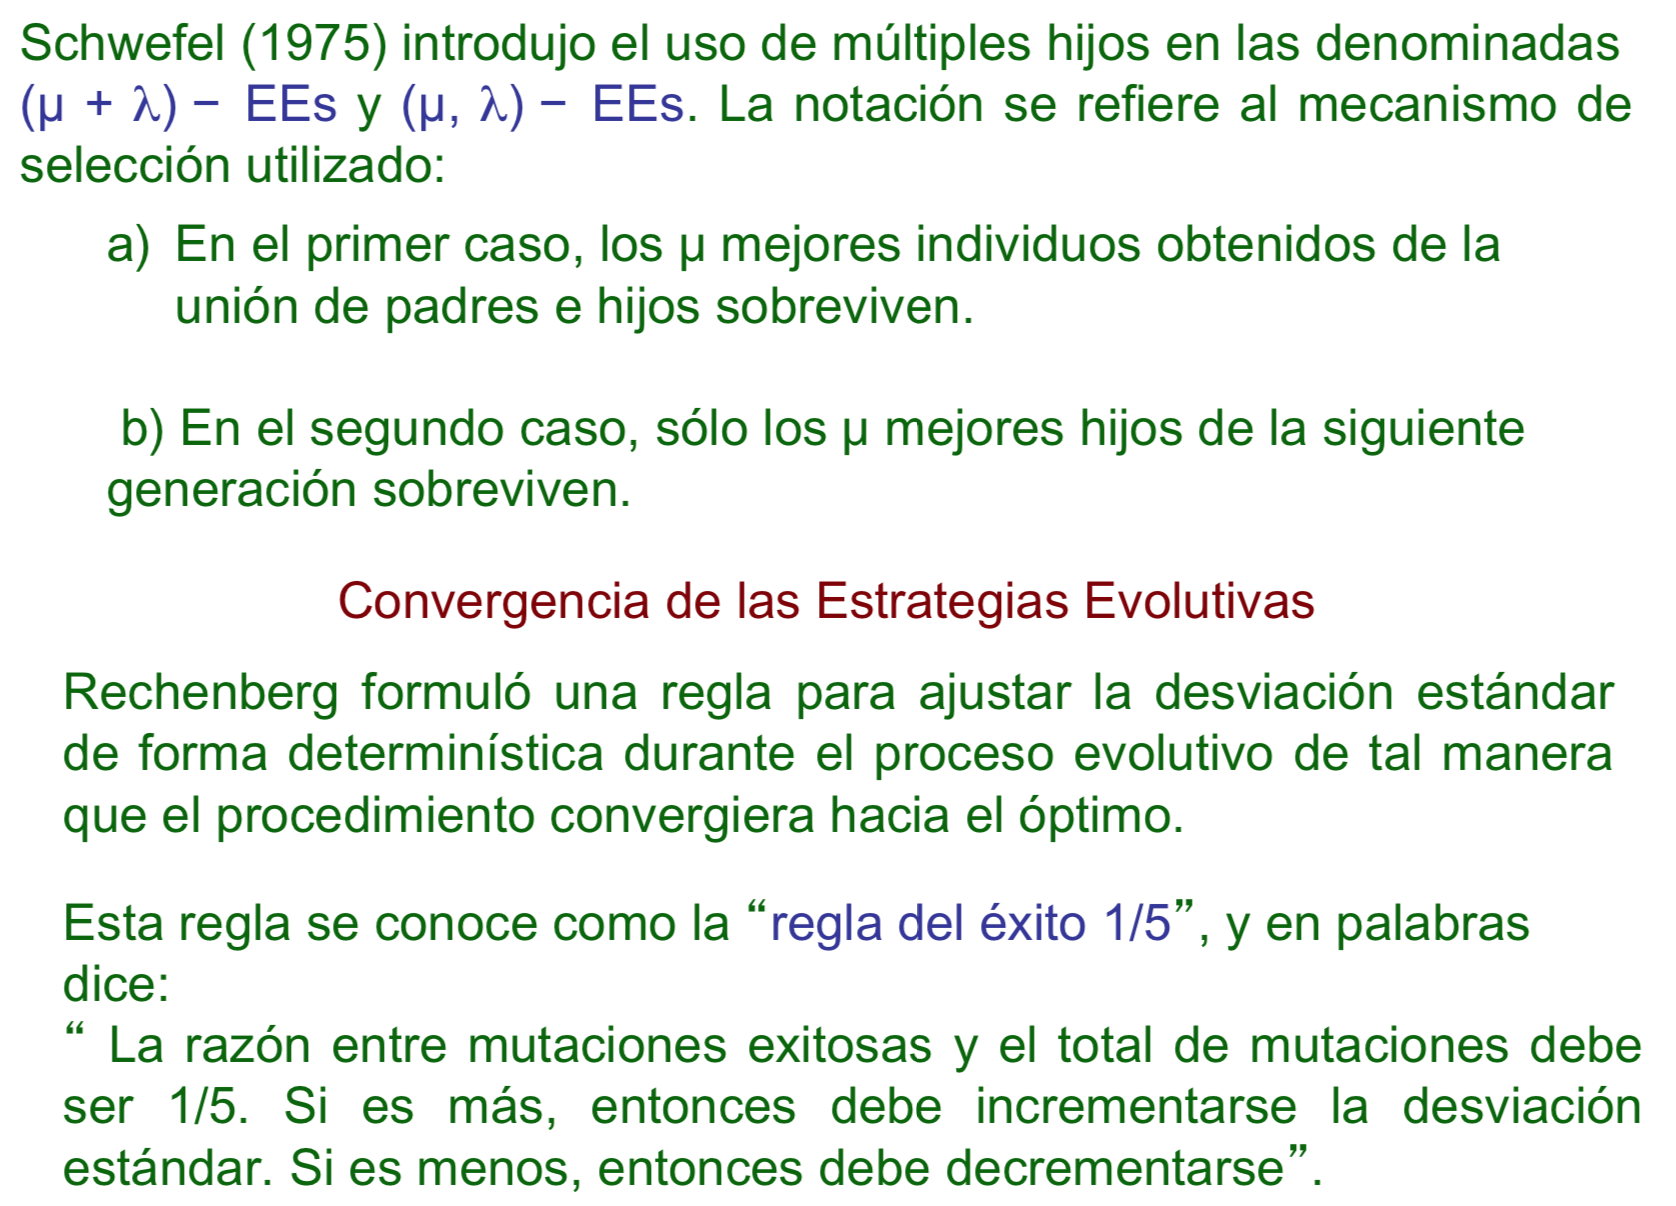 Schwefel (1975) introdujo el uso de múltiples hijos en las denominadas
(μ + λ) – EEs y (μ, λ) – EEs. La notación se refiere al mecanismo de
selección utilizado:
a) En el primer caso, los μ mejores individuos obtenidos de la
unión de padres e hijos sobreviven.
b) En el segundo caso, sólo los μ mejores hijos de la siguiente
generación sobreviven.
Convergencia de las Estrategias Evolutivas
Rechenberg formuló una regla para ajustar la desviación estándar
de forma determinística durante el proceso evolutivo de tal manera
que el procedimiento convergiera hacia el óptimo.
Esta regla se conoce como la “regla del éxito 1/5”, y en palabras
dice:
“ La razón entre mutaciones exitosas y el total de mutaciones debe
ser 1/5. Si es más, entonces debe incrementarse la desviación
estándar. Si es menos, entonces debe decrementarse”.